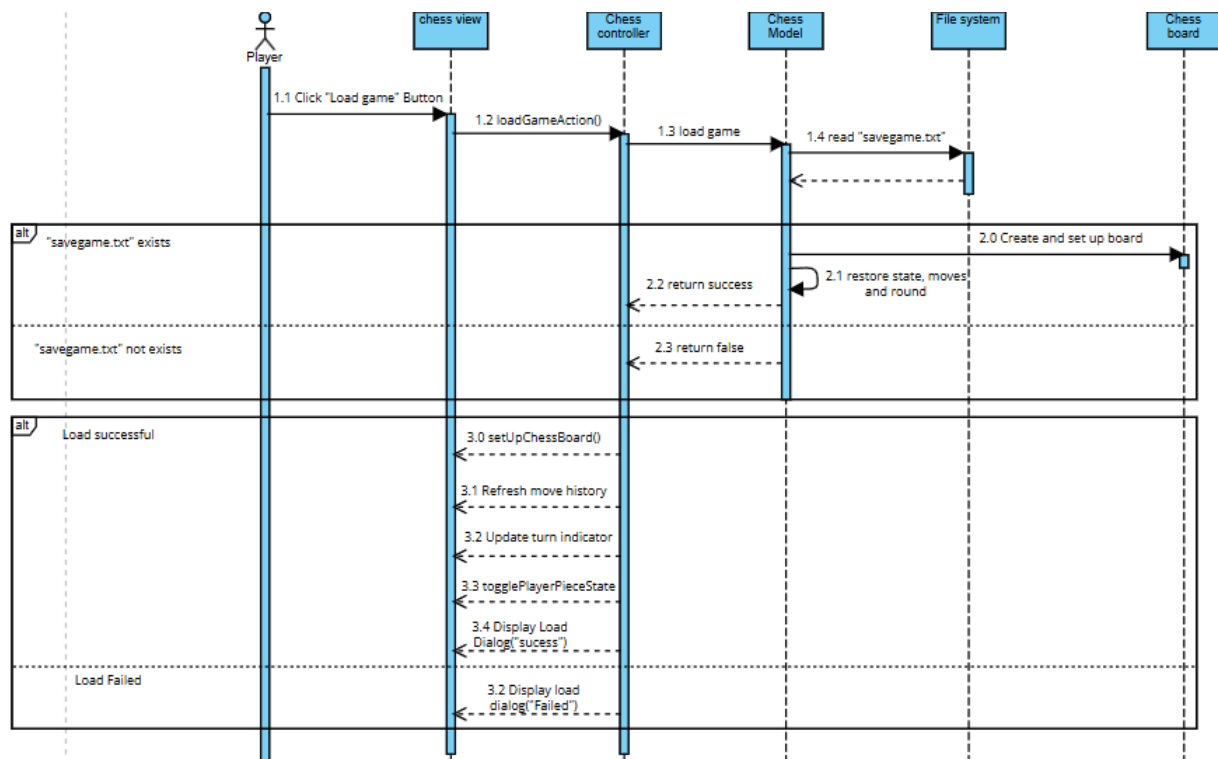 Player
chess view
Chess
controller
Chess
Model
File system
Chess
board
1.1 Click "Load game" Button
1.2 loadGameAction()
1.3 load game
1.4 read "savegame.txt"
alt
"savegame.txt" exists
2.0 Create and set up board
2.1 restore state, moves
and round
2.2 return success
"savegame.txt" not exists
2.3 return false
alt
Load successful
3.0 setUpChessBoard()
3.1 Refresh move history
3.2 Update turn indicator
3.3 togglePlayerPieceState
3.4 Display Load
Dialog("sucess")
Load Failed
3.2 Display load
dialog("Failed")